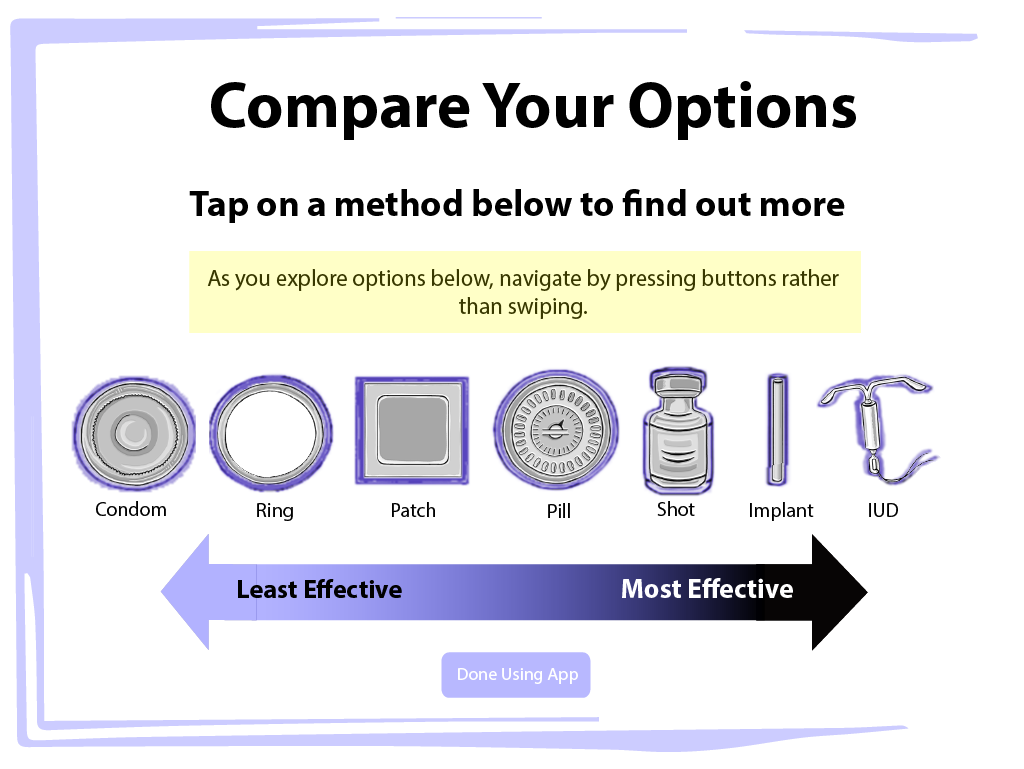 Compare Your Options
Tap on a method below to find out more
As you explore options below, navigate by pressing buttons rather
than swiping.
Condom Ring Patch Pill Shot Implant IUD
Least Effective Most Effective
Done Using App